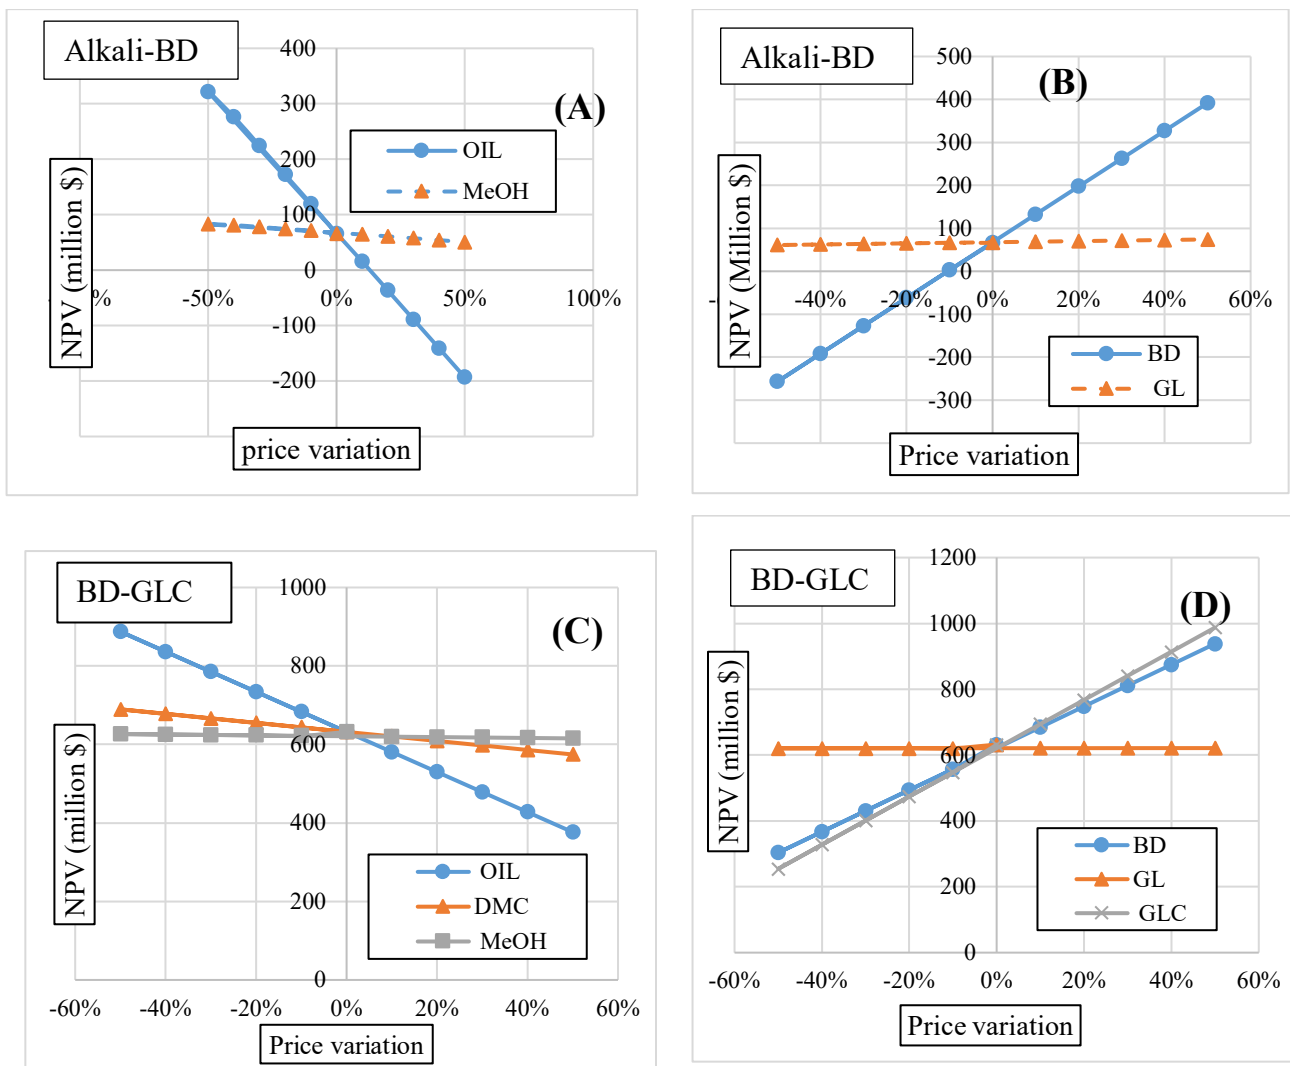 Alkali-BD
(A)
400
300
200
100
0
-100
-200
-50%
0%
50%
100%
OIL
MeOH
NPV (million $)
price variation
Alkali-BD
(B)
500
400
300
200
100
0
-100
-200
-300
-40%
-20%
0%
20%
40%
60%
BD
GL
NPV (Million $)
Price variation
BD-GLC
(C)
1000
800
600
400
200
0
-60%
-40%
-20%
0%
20%
40%
60%
OIL
DMC
MeOH
NPV (million $)
Price variation
BD-GLC
(D)
1200
1000
800
600
400
200
0
-60%
-40%
-20%
0%
20%
40%
60%
BD
GL
GLC
NPV (million $)
Price variation